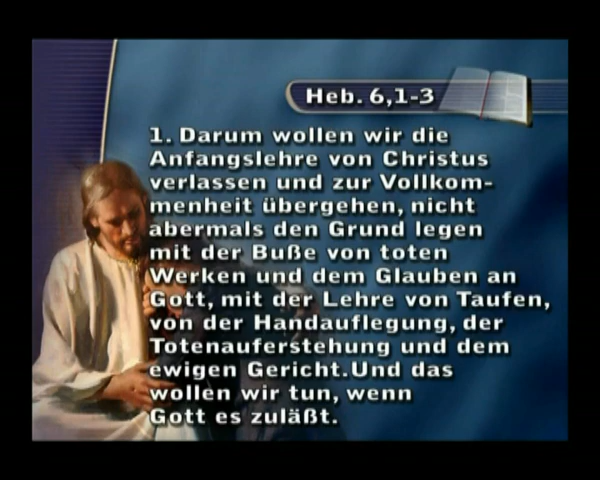 Heb. 6,1-3
1. Darum wollen wir die
Anfangslehre von Christus
verlassen und zur Vollkom-
menheit übergehen, nicht
abermals den Grund legen
mit der Buße von toten
Werken und dem Glauben an
Gott, mit der Lehre von Taufen,
von der Handauflegung, der
Totenauferstehung und dem
ewigen Gericht.Und das
wollen wir tun, wenn
Gott es zuläßt.